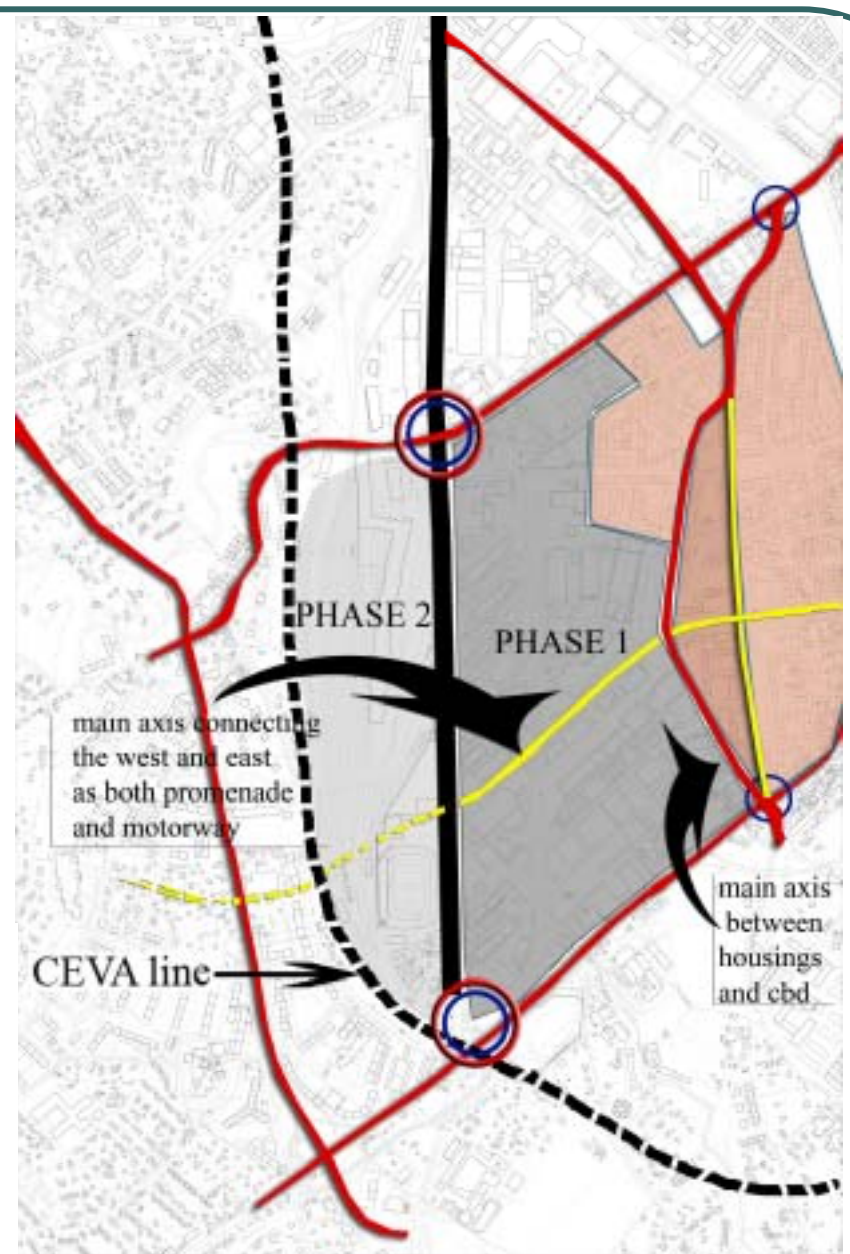 PHASE 2
PHASE 1
main axis connecting
the west and east
as both promenade
and motorway
main axis
between
housings
and cbd
CEVA line